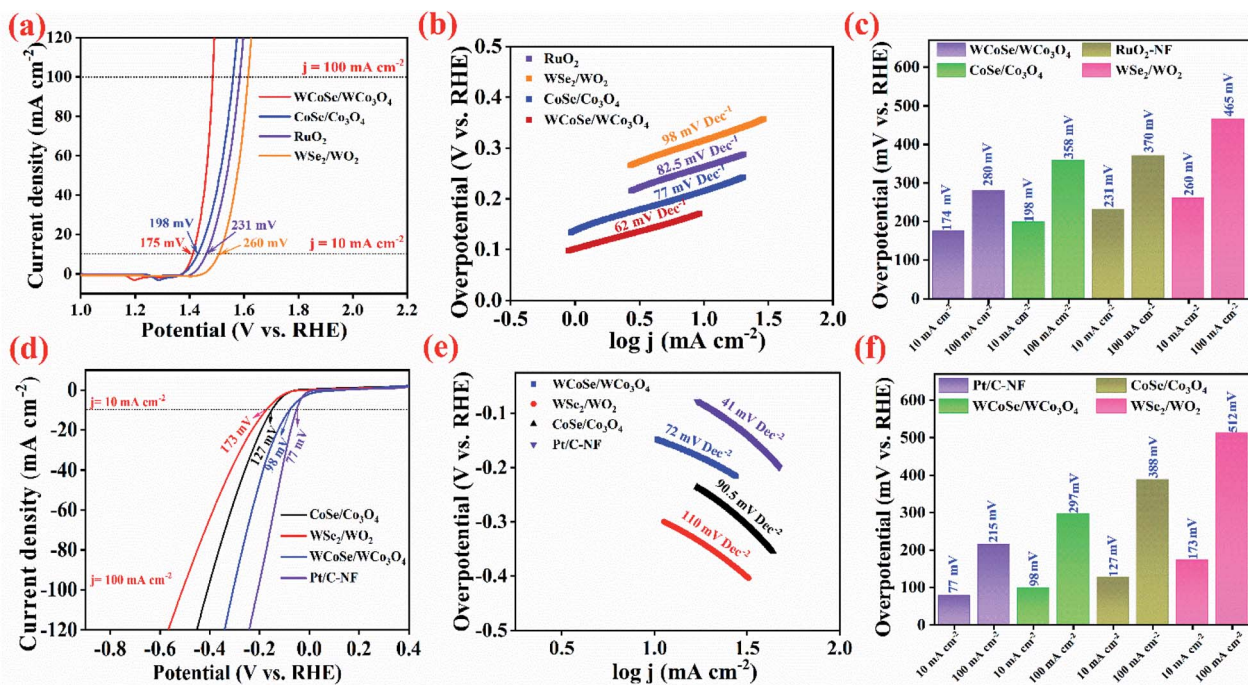 (a)
120
100
80
60
40
20
0
Current density (mA cm⁻²)
j = 100 mA cm⁻²
WCoSe/WCo₃O₄
CoSe/Co₃O₄
RuO₂
WSe₂/WO₂
198 mV
231 mV
175 mV
260 mV
j = 10 mA cm⁻²
1.0 1.2 1.4 1.6 1.8 2.0 2.2
Potential (V vs. RHE)
(b)
0.5
0.4
0.3
0.2
0.1
0.0
Overpotential (V vs. RHE)
RuO₂
WSe₂/WO₂
CoSe/Co₃O₄
WCoSe/WCo₃O₄
98 mV Dec⁻¹
82.5 mV Dec⁻¹
77 mV Dec⁻¹
62 mV Dec⁻¹
-0.5 0.0 0.5 1.0 1.5 2.0
log j (mA cm⁻²)
(c)
600
500
400
300
200
100
0
Overpotential (mV vs. RHE)
WCoSe/WCo₃O₄ RuO₂-NF
CoSe/Co₃O₄ WSe₂/WO₂
174 mV 280 mV 198 mV 358 mV 231 mV 370 mV 260 mV 465 mV
10 mA cm⁻² 100 mA cm⁻² 10 mA cm⁻² 100 mA cm⁻² 10 mA cm⁻² 100 mA cm⁻² 10 mA cm⁻² 100 mA cm⁻²
(d)
0
-20
-40
-60
-80
-100
-120
Current density (mA cm⁻²)
j= 10 mA cm⁻²
173 mV
127 mV
98 mV
77 mV
CoSe/Co₃O₄
WSe₂/WO₂
WCoSe/WCo₃O₄
Pt/C-NF
j= 100 mA cm⁻²
-0.8 -0.6 -0.4 -0.2 0.0 0.2 0.4
Potential (V vs. RHE)
(e)
-0.1
-0.2
-0.3
-0.4
-0.5
Overpotential (V vs. RHE)
WCoSe/WCo₃O₄
WSe₂/WO₂
CoSe/Co₃O₄
Pt/C-NF
41 mV Dec⁻²
72 mV Dec⁻²
90.5 mV Dec⁻²
110 mV Dec⁻²
0.5 1.0 1.5 2.0
log j (mA cm⁻²)
(f)
800
700
600
500
400
300
200
100
0
Overpotential (mV vs. RHE)
Pt/C-NF CoSe/Co₃O₄
WCoSe/WCo₃O₄ WSe₂/WO₂
77 mV 215 mV 98 mV 297mV 127 mV 388 mV 173 mV 512 mV
10 mA cm⁻² 100 mA cm⁻² 10 mA cm⁻² 100 mA cm⁻² 10 mA cm⁻² 100 mA cm⁻² 10 mA cm⁻² 100 mA cm⁻²